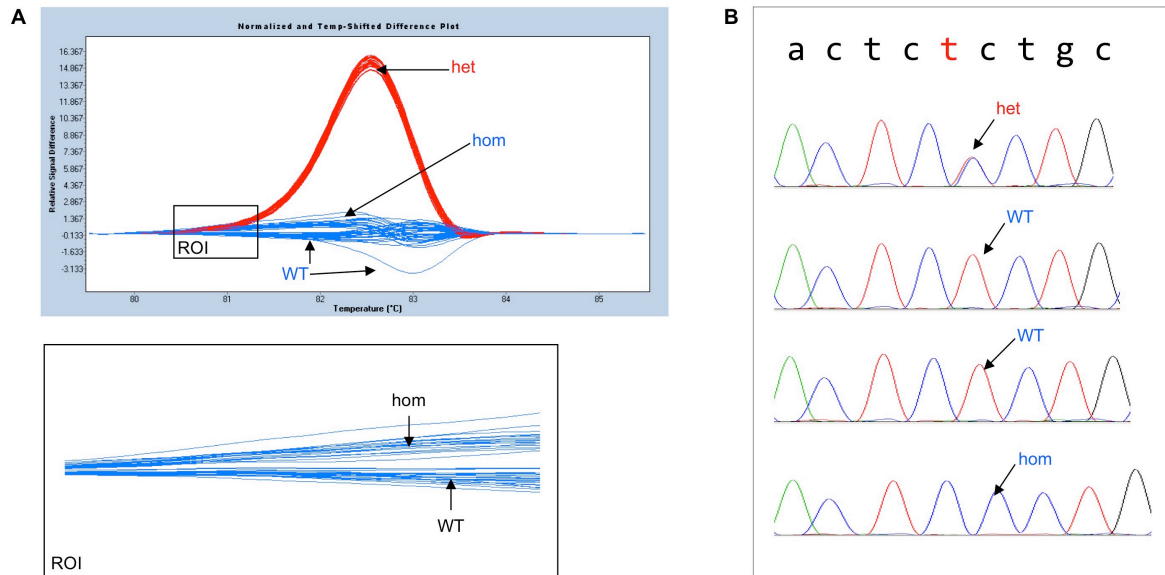 A
Normalized and Temp-Shifted Difference Plot
Relative Signal Difference
16.367
14.867
13.367
11.867
10.367
8.867
7.367
5.867
4.367
2.867
1.367
-0.133
-1.633
-3.133
het
hom
ROI
WT
80 81 82 83 84 85
Temperature (°C)
hom
WT
ROI
B
a c t c t c t g c
het
WT
WT
hom